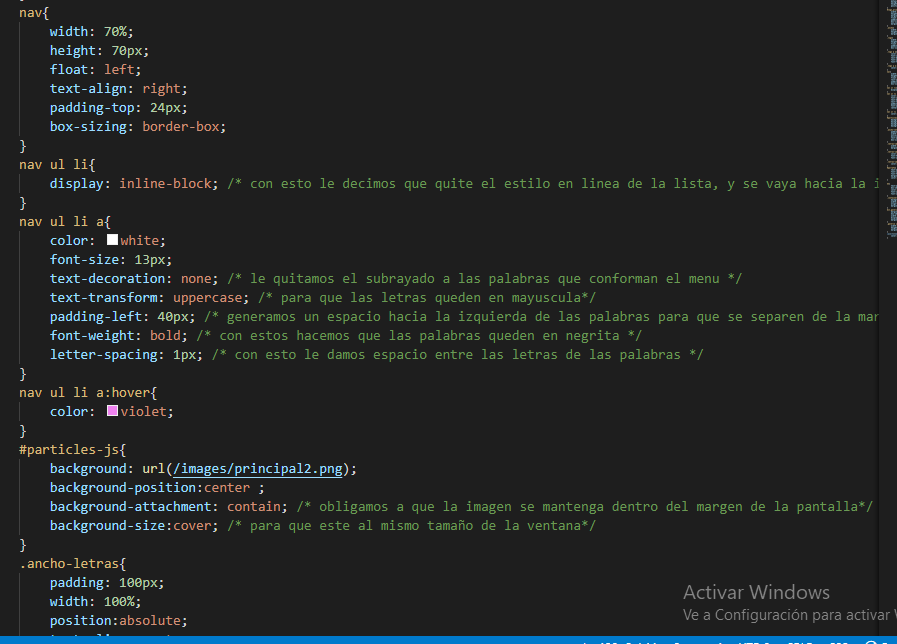 nav{
width: 70%;
height: 70px;
float: left;
text-align: right;
padding-top: 24px;
box-sizing: border-box;
}
nav ul li{
display: inline-block; /* con esto le decimos que quite el estilo en linea de la lista, y se vaya hacia la i
}
nav ul li a{
color: white;
font-size: 13px;
text-decoration: none; /* le quitamos el subrayado a las palabras que conforman el menu */
text-transform: uppercase; /* para que las letras queden en mayuscula*/
padding-left: 40px; /* generamos un espacio hacia la izquierda de las palabras para que se separen de la mar
font-weight: bold; /* con estos hacemos que las palabras queden en negrita */
letter-spacing: 1px; /* con esto le damos espacio entre las letras de las palabras */
}
nav ul li a:hover{
color: violet;
}
#particles-js{
background: url(/images/principal2.png);
background-position:center ;
background-attachment: contain; /* obligamos a que la imagen se mantenga dentro del margen de la pantalla*/
background-size:cover; /* para que este al mismo tamaño de la ventana*/
}
.ancho-letras{
padding: 100px;
width: 100%;
position:absolute;
Activar Windows
Ve a Configuración para activar